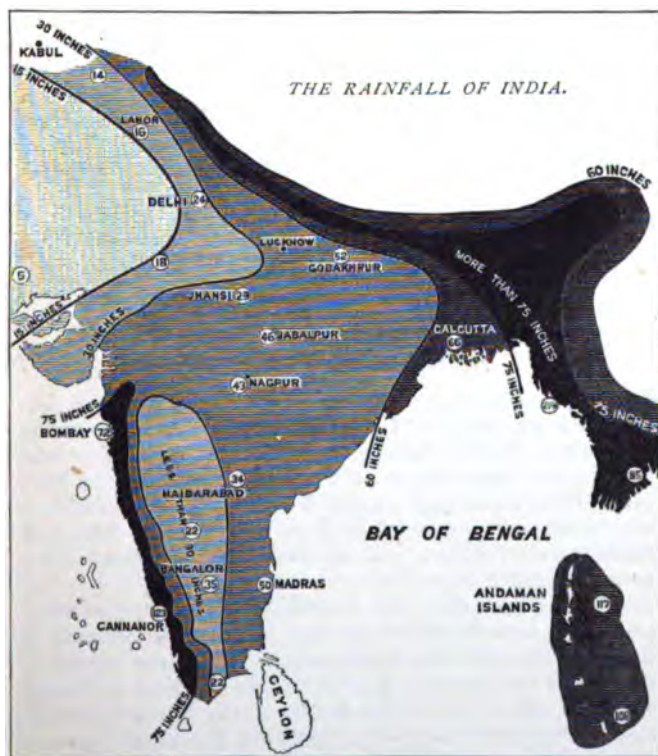 30 INCHES
KABUL
14
15 INCHES
THE RAINFALL OF INDIA.
LAHOR
16
60 INCHES
DELHI 24
LUCKNOW
52
GORAKHPUR
MORE THAN 75 INCHES
18
5
JHANSI 29
15 INCHES
30 INCHES
CALCUTTA
66
46 JABALPUR
75 INCHES
43 NAGPUR
75 INCHES
75 INCHES
BOMBAY 72
60 INCHES
34
HAIDARABAD
LESS THAN 30 INCHES
22
BAY OF BENGAL
BANGALOR
35
50 MADRAS
ANDAMAN
ISLANDS
117
CANNANOR
22
CEYLON
75 INCHES